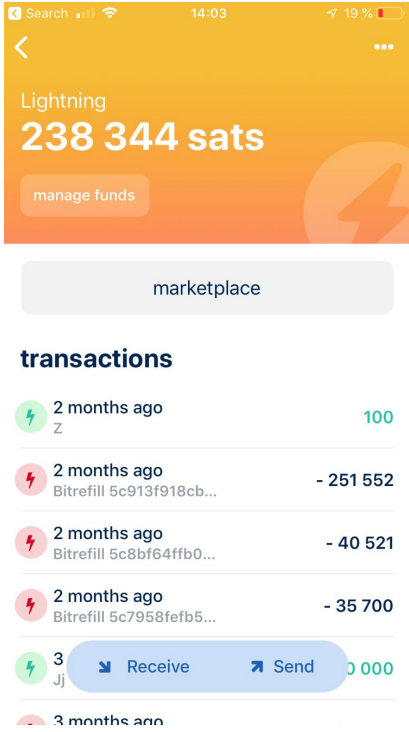 Search 14:03 19 %
Lightning
238 344 sats
manage funds
marketplace
transactions
2 months ago 100
Z
2 months ago - 251 552
Bitrefill 5c913f918cb...
2 months ago - 40 521
Bitrefill 5c8bf64ffb0...
2 months ago - 35 700
Bitrefill 5c7958fefb5...
3 Receive Send 000
Jj
3 months ago